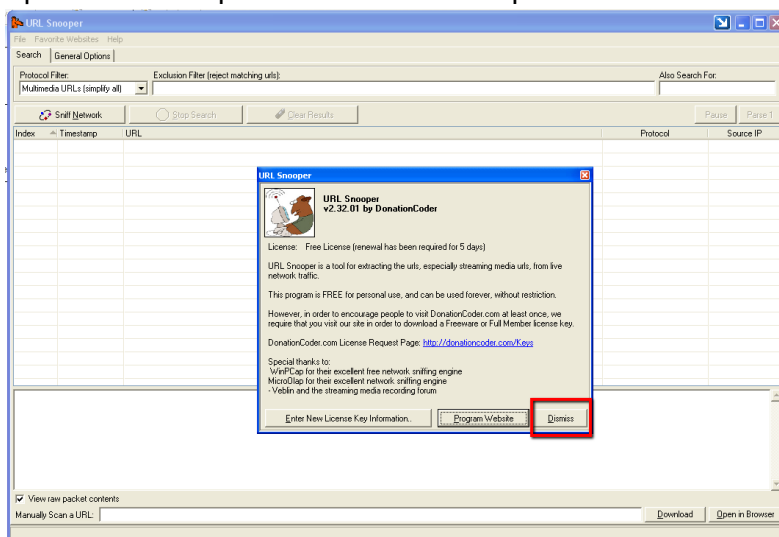 URL Snooper
File Favorite Websites Help
Search General Options
Protocol Filter: Exclusion Filter (reject matching urls): Also Search For:
Multimedia URLs (simplify all)
Sniff Network Stop Search Clear Results Pause Parse 1
Index Timestamp URL Protocol Source IP
URL Snooper
URL Snooper
v2.32.01 by DonationCoder
License: Free License (renewal has been required for 5 days)
URL Snooper is a tool for extracting the urls, especially streaming media urls, from live
network traffic.
This program is FREE for personal use, and can be used forever, without restriction.
However, in order to encourage people to visit DonationCoder.com at least once, we
require that you visit our site in order to download a Freeware or Full Member license key.
DonationCoder.com License Request Page: http://donationcoder.com/Keys
Special thanks to:
WinPCap for their excellent free network sniffing engine
MicroOlap for their excellent network sniffing engine
- Veblin and the streaming media recording forum
Enter New License Key Information.. Program Website Dismiss
View raw packet contents
Manually Scan a URL: Download Open in Browser